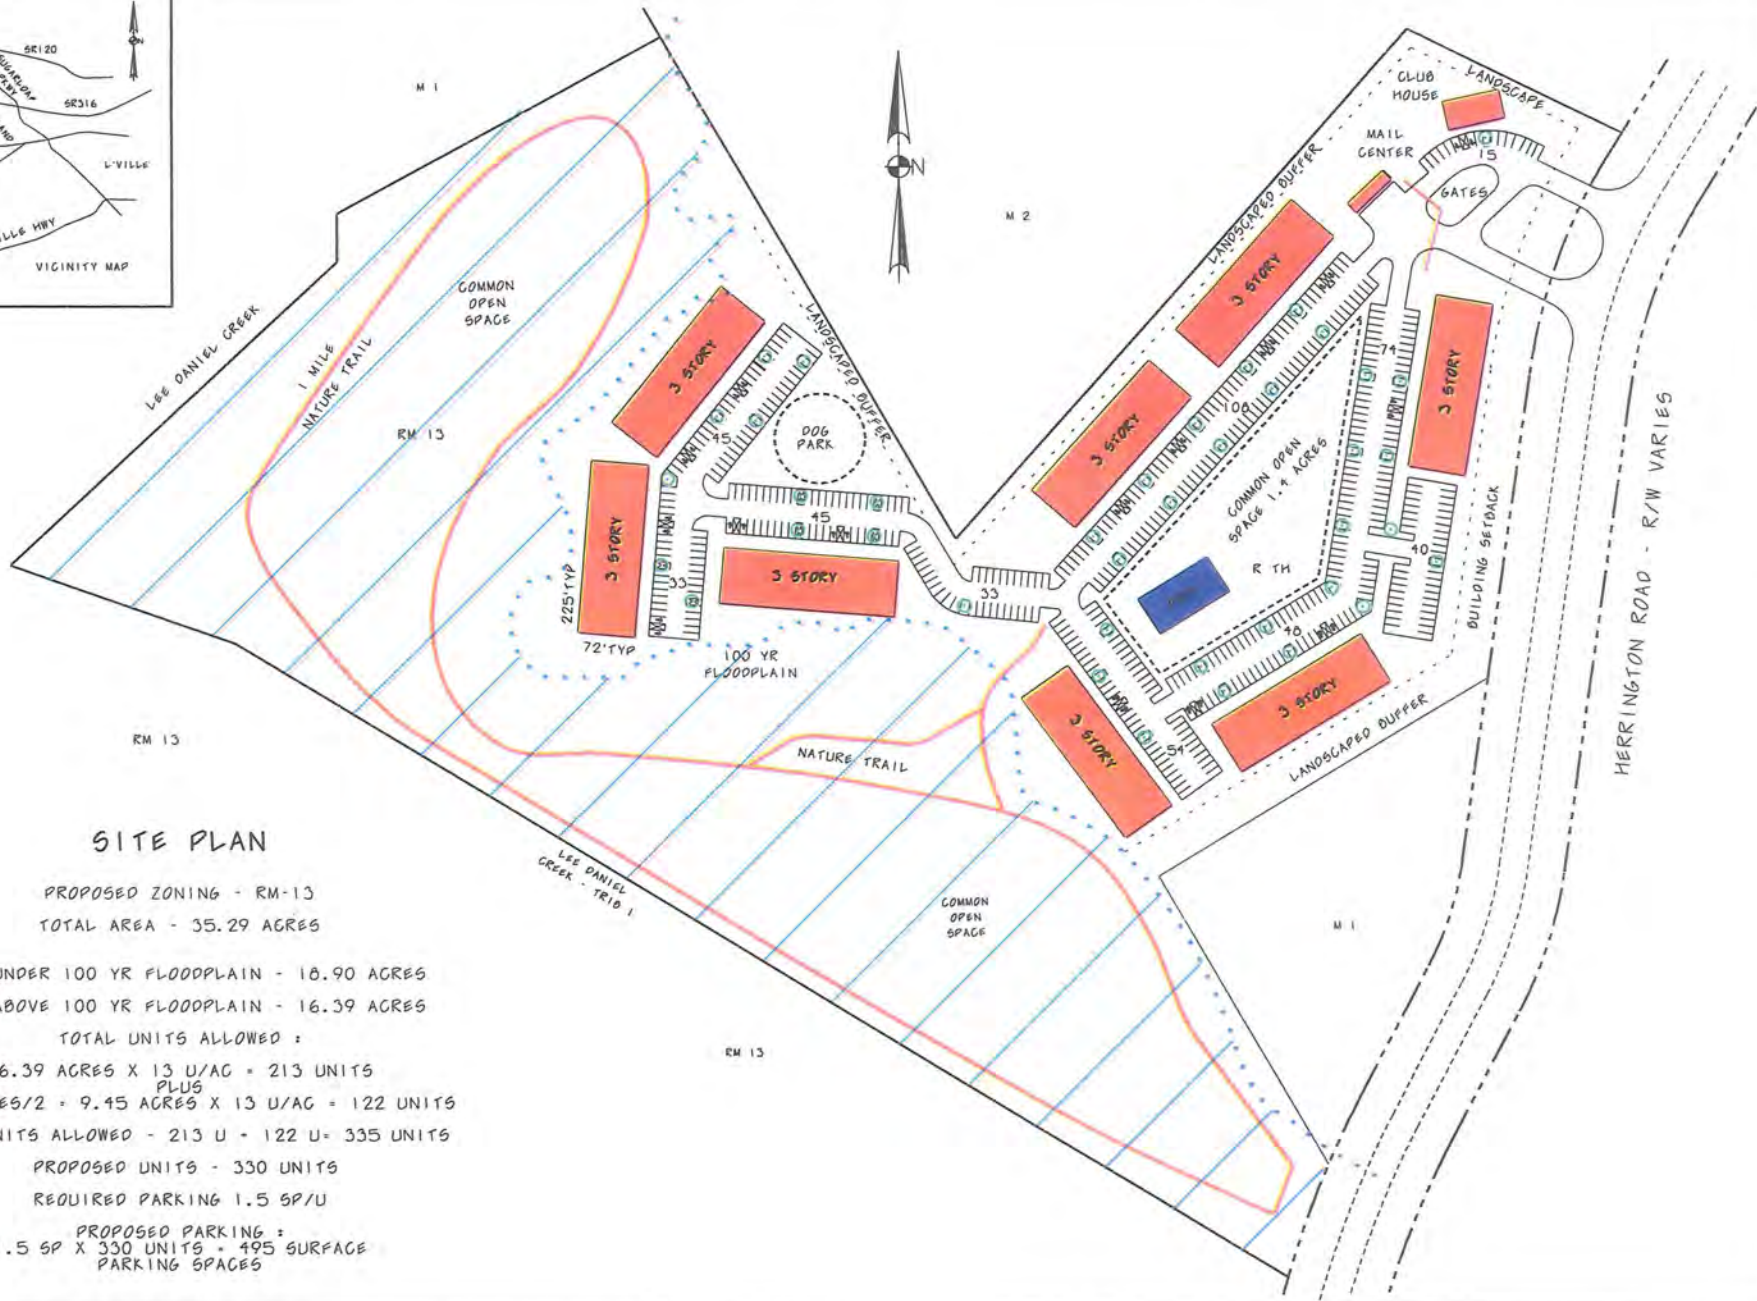 SR120
SUGARLOAF
PKWY
SR316
L'VILLE
VICINITY MAP
M 1
N
M 2
CLUB
HOUSE
LANDSCAPE
MAIL
CENTER
15
GATES
LANDSCAPED BUFFER
3 STORY
74
3 STORY
LEE DANIEL CREEK
1 MILE
NATURE TRAIL
COMMON
OPEN
SPACE
RM 13
3 STORY
LANDSCAPED BUFFER
45
DOG
PARK
3 STORY
108
COMMON OPEN
SPACE 1.4 ACRES
HERRINGTON ROAD - R/W VARIES
3 STORY
225'TYP
72'TYP
45
33
3 STORY
33
R TH
40
BUILDING SETBACK
100 YR
FLOODPLAIN
78
3 STORY
3 STORY
54
LANDSCAPED BUFFER
NATURE TRAIL
RM 13
LEE DANIEL
CREEK - TRIB 1
COMMON
OPEN
SPACE
M 1
RM 13
SITE PLAN
PROPOSED ZONING - RM-13
TOTAL AREA - 35.29 ACRES
UNDER 100 YR FLOODPLAIN - 18.90 ACRES
ABOVE 100 YR FLOODPLAIN - 16.39 ACRES
TOTAL UNITS ALLOWED :
6.39 ACRES X 13 U/AC = 213 UNITS
PLUS
ES/2 = 9.45 ACRES X 13 U/AC = 122 UNITS
NITS ALLOWED - 213 U + 122 U= 335 UNITS
PROPOSED UNITS - 330 UNITS
REQUIRED PARKING 1.5 SP/U
PROPOSED PARKING :
.5 SP X 330 UNITS = 495 SURFACE
PARKING SPACES